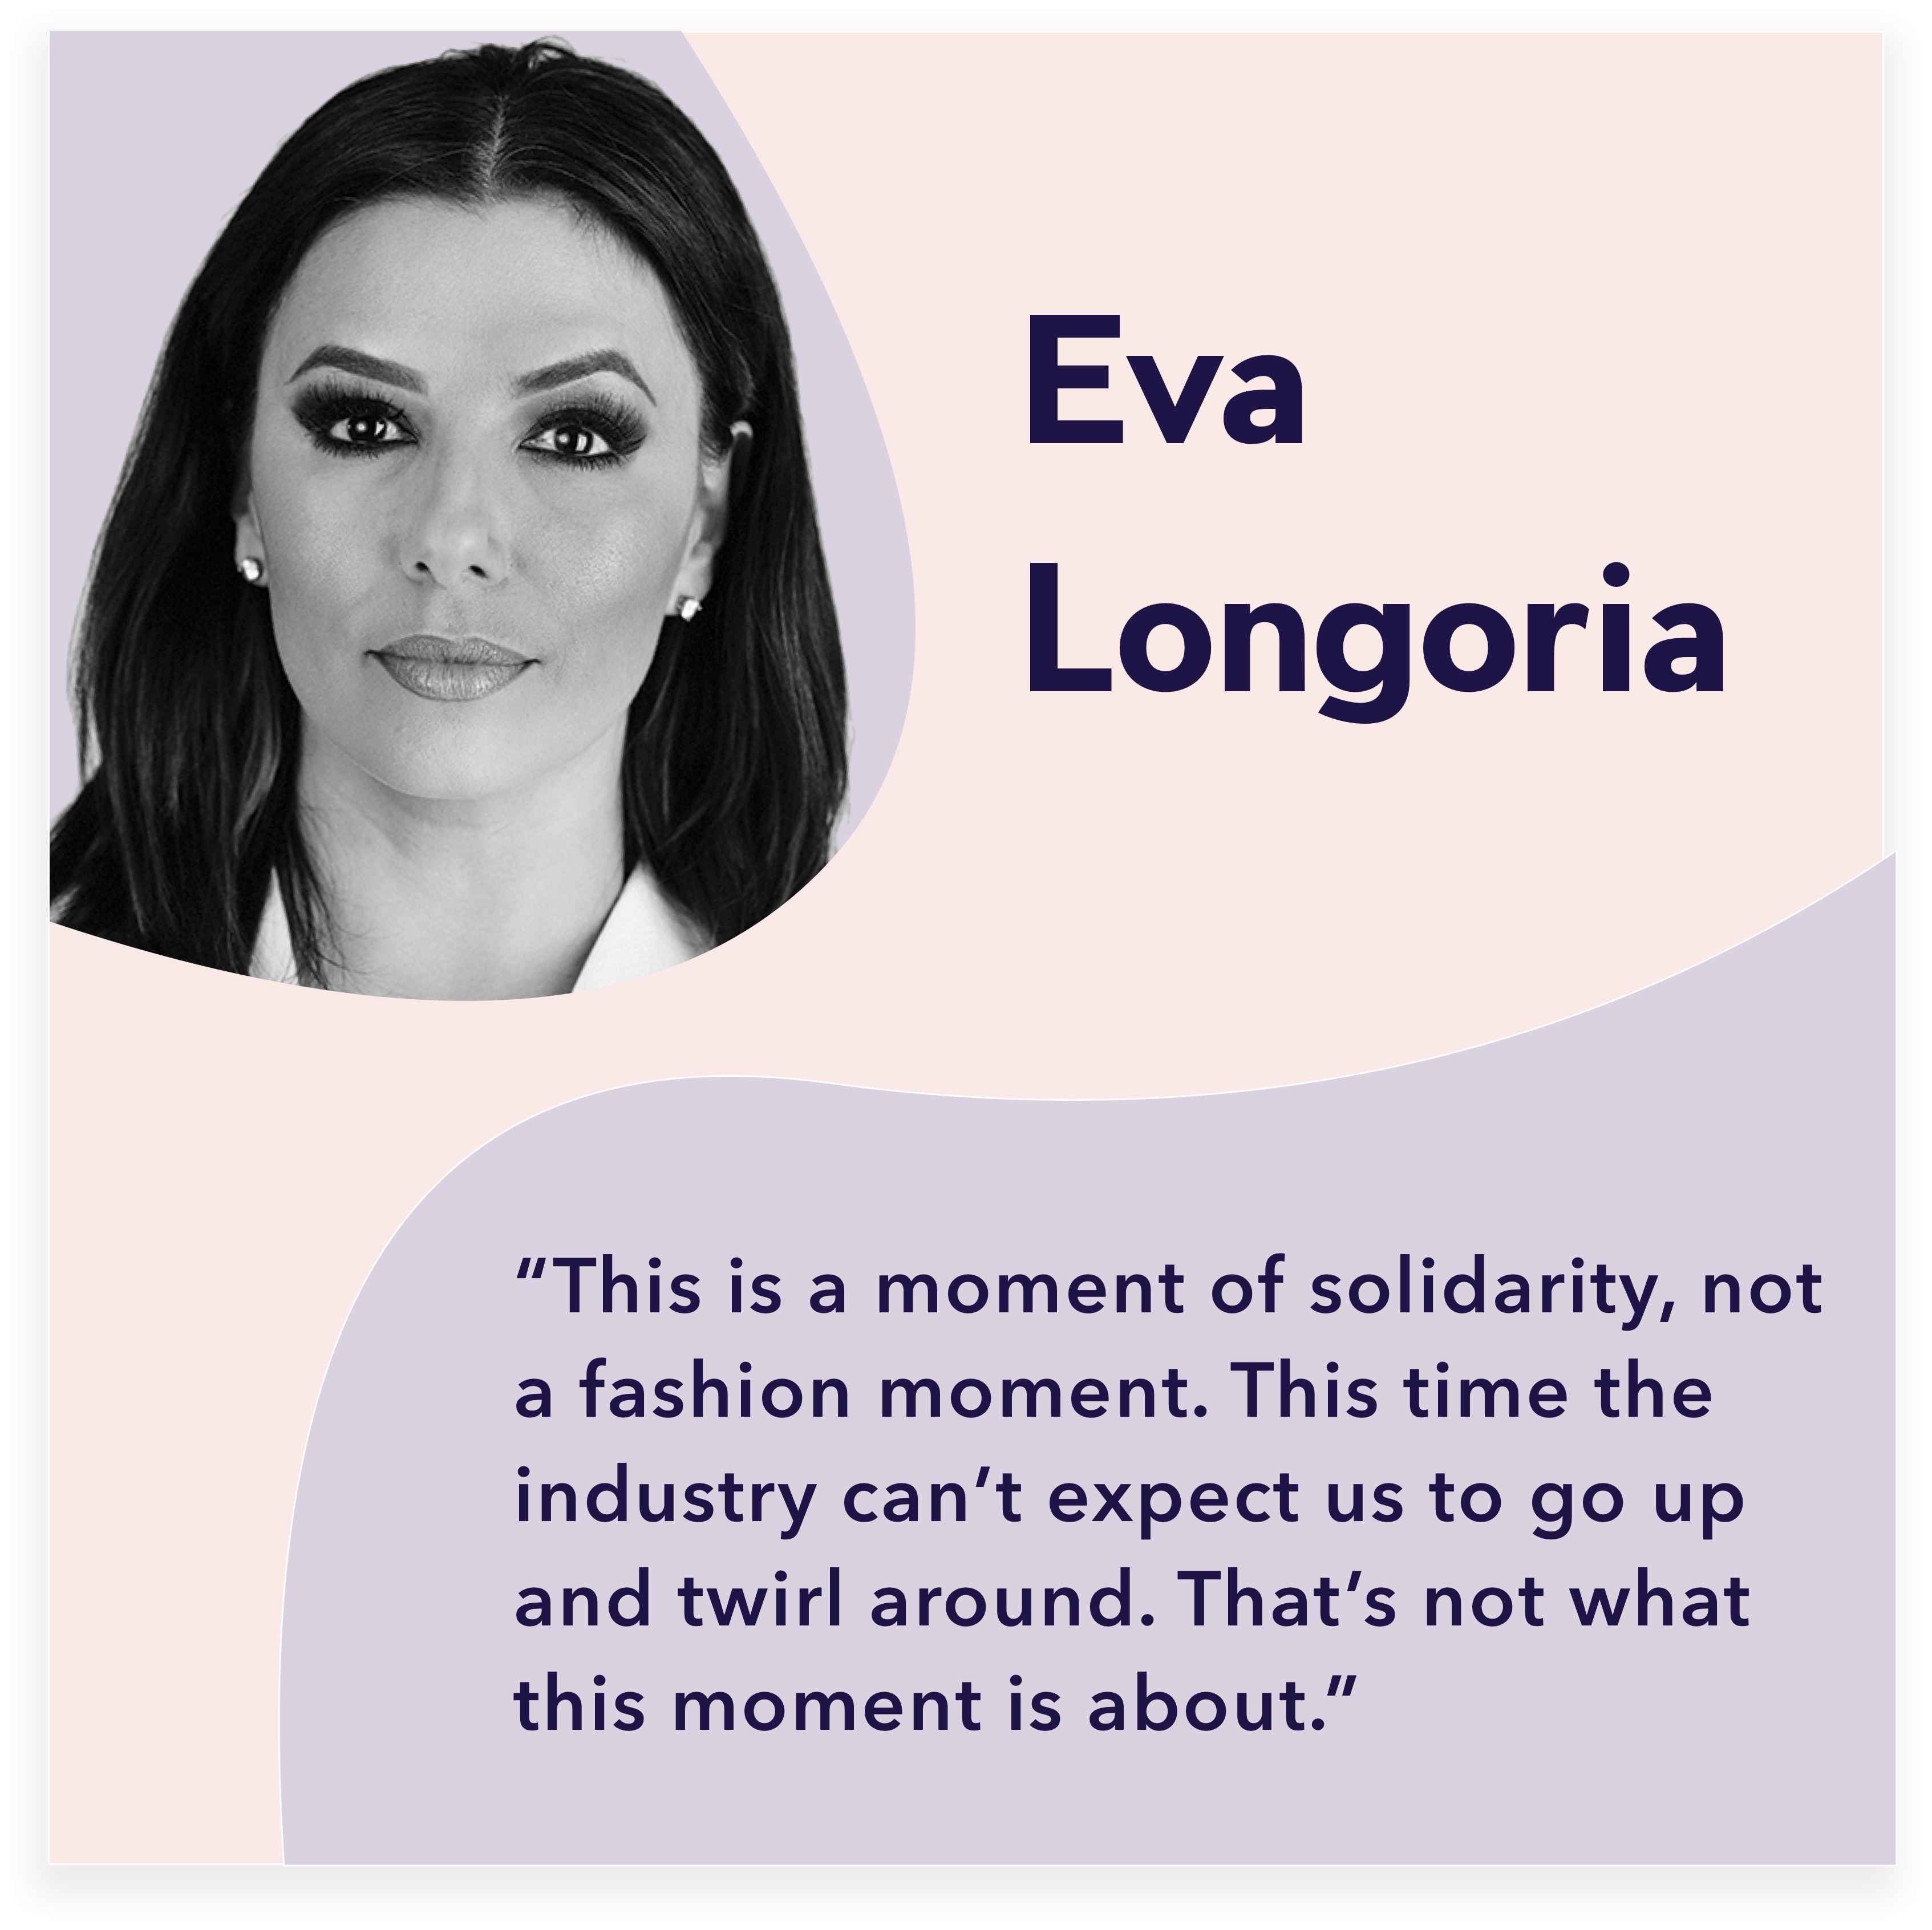 Eva
Longoria
“This is a moment of solidarity, not
a fashion moment. This time the
industry can’t expect us to go up
and twirl around. That’s not what
this moment is about.”